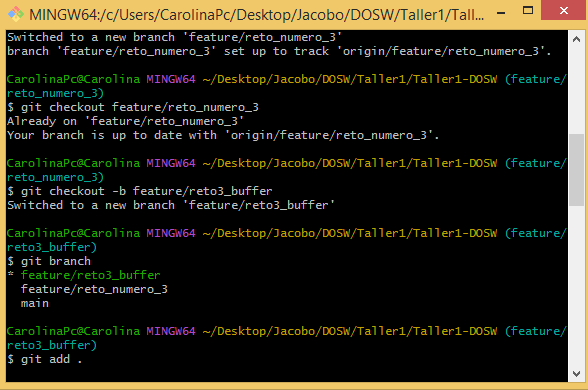 MINGW64:/c/Users/CarolinaPc/Desktop/Jacobo/DOSW/Taller1/Tall...
Switched to a new branch 'feature/reto_numero_3'
branch 'feature/reto_numero_3' set up to track 'origin/feature/reto_numero_3'.
CarolinaPc@Carolina MINGW64 ~/Desktop/Jacobo/DOSW/Taller1/Taller1-DOSW (feature/
reto_numero_3)
$ git checkout feature/reto_numero_3
Already on 'feature/reto_numero_3'
Your branch is up to date with 'origin/feature/reto_numero_3'.
CarolinaPc@Carolina MINGW64 ~/Desktop/Jacobo/DOSW/Taller1/Taller1-DOSW (feature/
reto_numero_3)
$ git checkout -b feature/reto3_buffer
Switched to a new branch 'feature/reto3_buffer'
CarolinaPc@Carolina MINGW64 ~/Desktop/Jacobo/DOSW/Taller1/Taller1-DOSW (feature/
reto3_buffer)
$ git branch
* feature/reto3_buffer
  feature/reto_numero_3
  main
CarolinaPc@Carolina MINGW64 ~/Desktop/Jacobo/DOSW/Taller1/Taller1-DOSW (feature/
reto3_buffer)
$ git add .